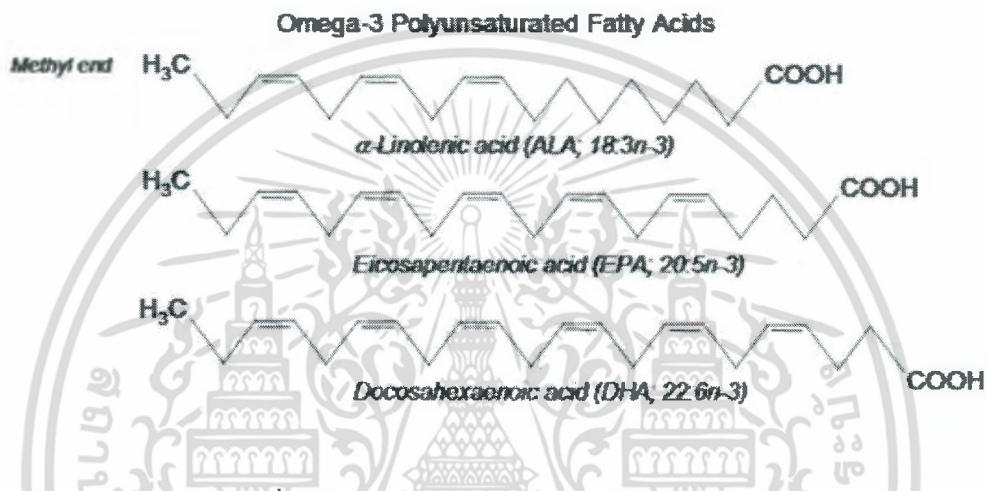 Omega-3 Polyunsaturated Fatty Acids
Methyl end H₃C COOH
α-Linolenic acid (ALA; 18:3n-3)
H₃C COOH
Eicosapentaenoic acid (EPA; 20:5n-3)
H₃C COOH
Docosahexaenoic acid (DHA; 22:6n-3)